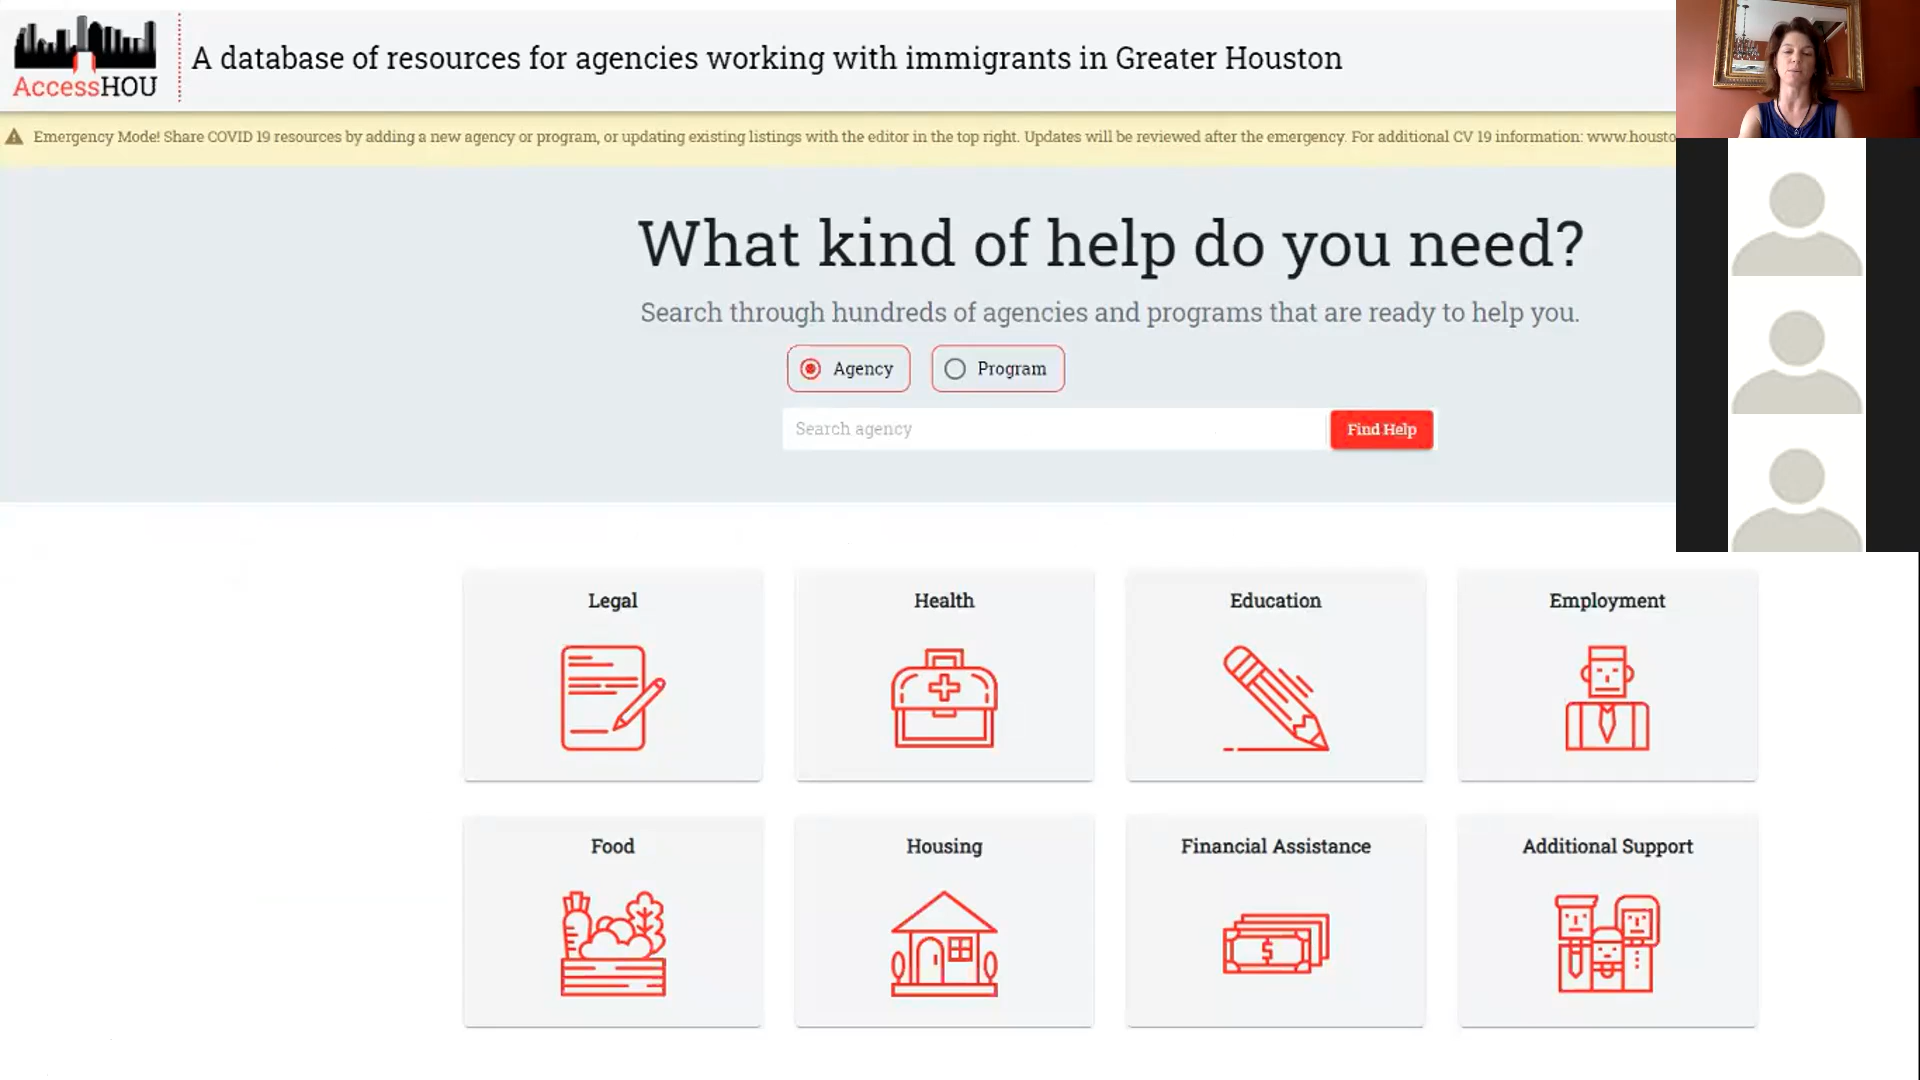 AccessHOU
A database of resources for agencies working with immigrants in Greater Houston
Emergency Mode! Share COVID 19 resources by adding a new agency or program, or updating existing listings with the editor in the top right. Updates will be reviewed after the emergency. For additional CV 19 information:
What kind of help do you need?
Search through hundreds of agencies and programs that are ready to help you.
Agency
Program
Search agency
Find Help
Legal
Health
Education
Employment
Food
Housing
Financial Assistance
Additional Support
$